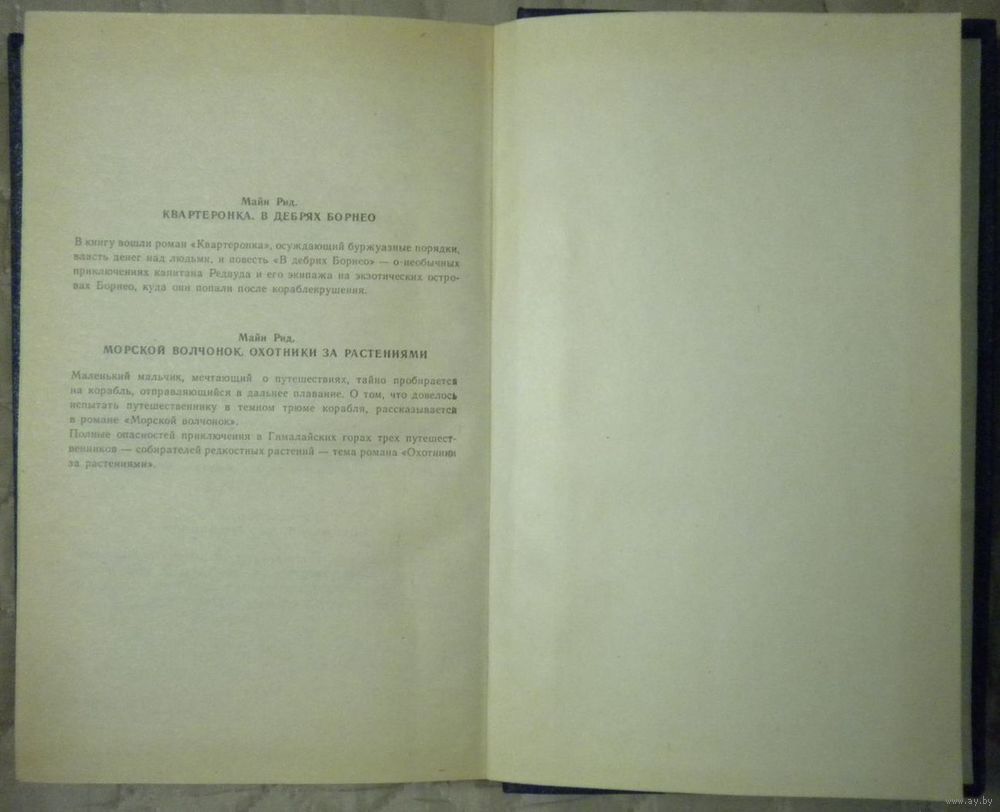 Майн Рид.
КВАРТЕРОНКА. В ДЕБРЯХ БОРНЕО
В книгу вошли роман «Квартеронка», осуждающий буржуазные порядки,
власть денег над людьми, и повесть «В дебрях Борнео» — о необычных
приключениях капитана Редвуда и его экипажа на экзотических остро-
вах Борнео, куда они попали после кораблекрушения.
Майн Рид.
МОРСКОЙ ВОЛЧОНОК. ОХОТНИКИ ЗА РАСТЕНИЯМИ
Маленький мальчик, мечтающий о путешествиях, тайно пробирается
на корабль, отправляющийся в дальнее плавание. О том, что довелось
испытать путешественнику в темном трюме корабля, рассказывается
в романе «Морской волчонок».
Полные опасностей приключения в Гималайских горах трех путешест-
венников — собирателей редкостных растений — тема романа «Охотники
за растениями».
www.ay.by